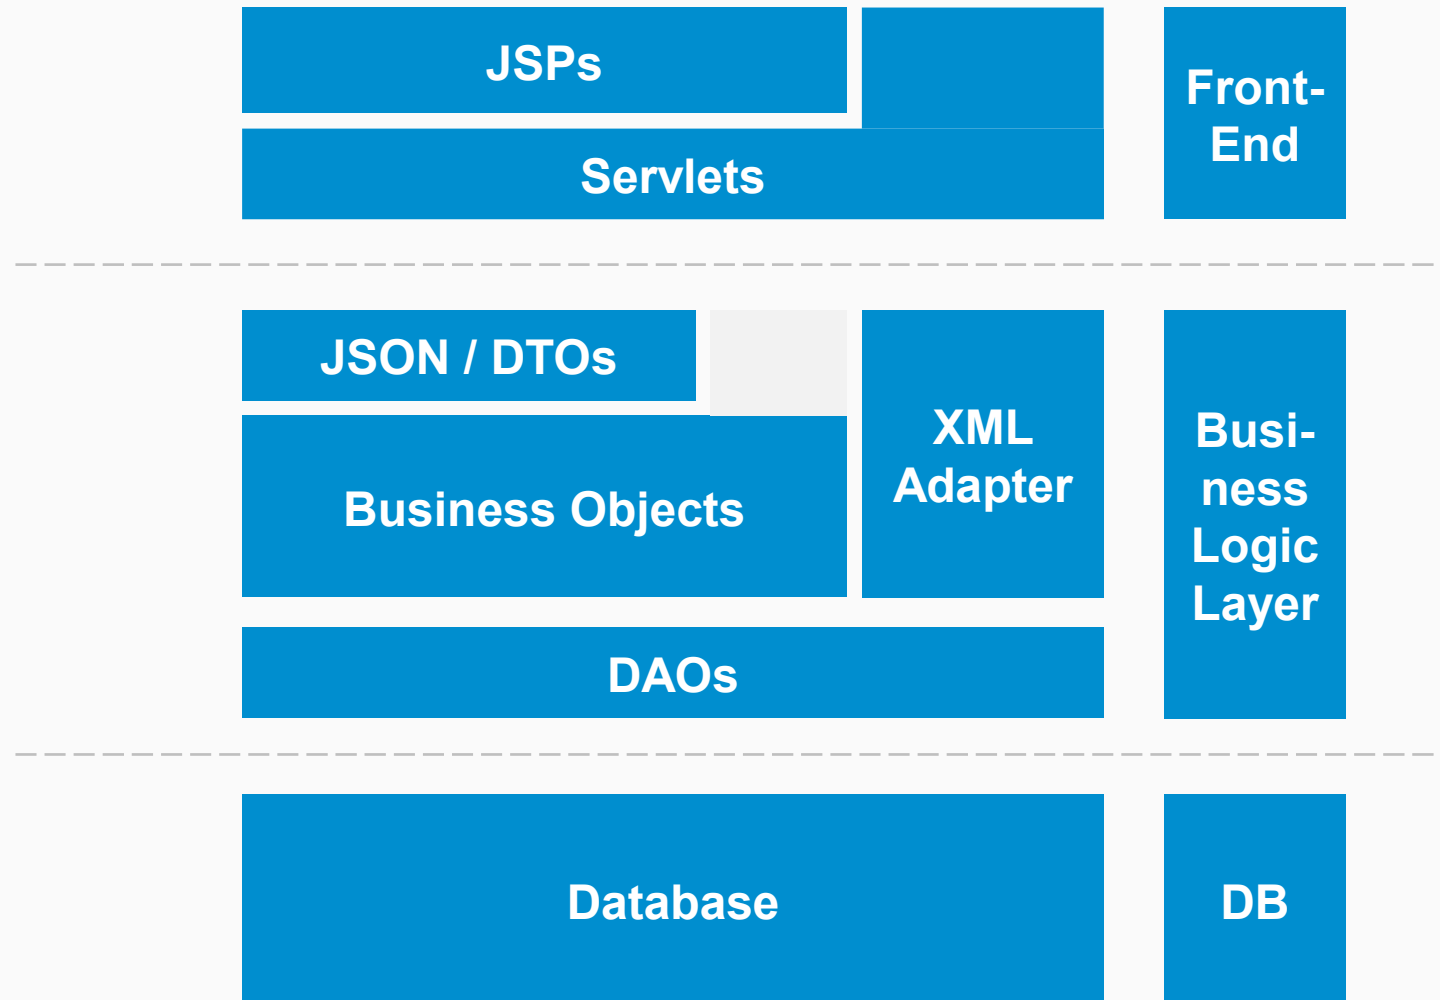 JSPs
Servlets
Front-
End
JSON / DTOs
Business Objects
XML
Adapter
DAOs
Busi-
ness
Logic
Layer
Database
DB